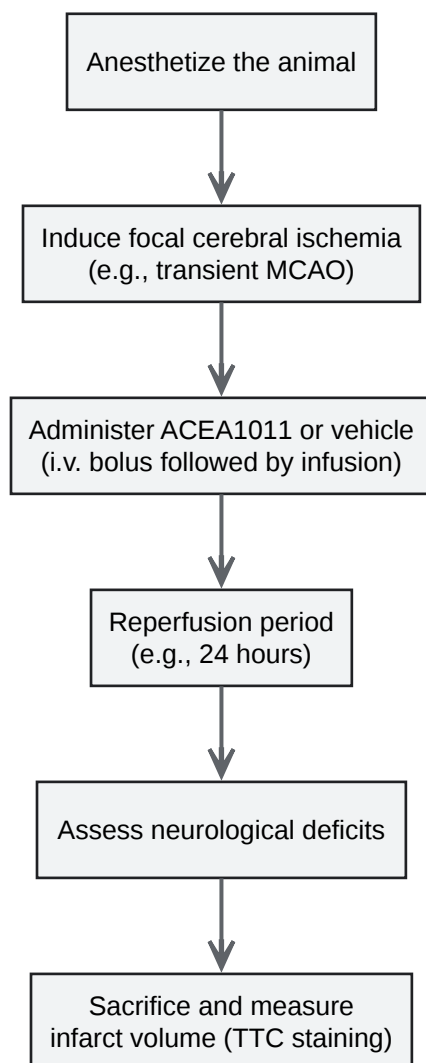 Anesthetize the animal
Induce focal cerebral ischemia
(e.g., transient MCAO)
Administer ACEA1011 or vehicle
(i.v. bolus followed by infusion)
Reperfusion period
(e.g., 24 hours)
Assess neurological deficits
Sacrifice and measure
infarct volume (TTC staining)